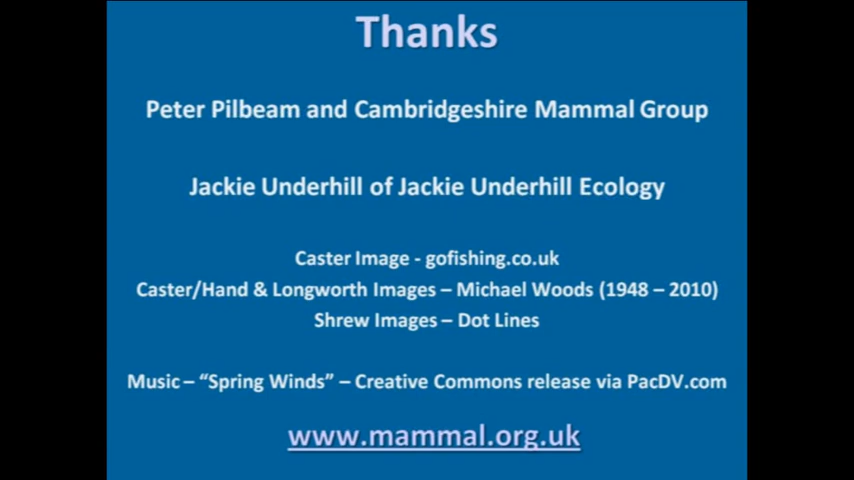 Thanks
Peter Pilbeam and Cambridgeshire Mammal Group
Jackie Underhill of Jackie Underhill Ecology
Caster Image - gofishing.co.uk
Caster/Hand & Longworth Images – Michael Woods (1948 – 2010)
Shrew Images – Dot Lines
Music – “Spring Winds” – Creative Commons release via PacDV.com
www.mammal.org.uk